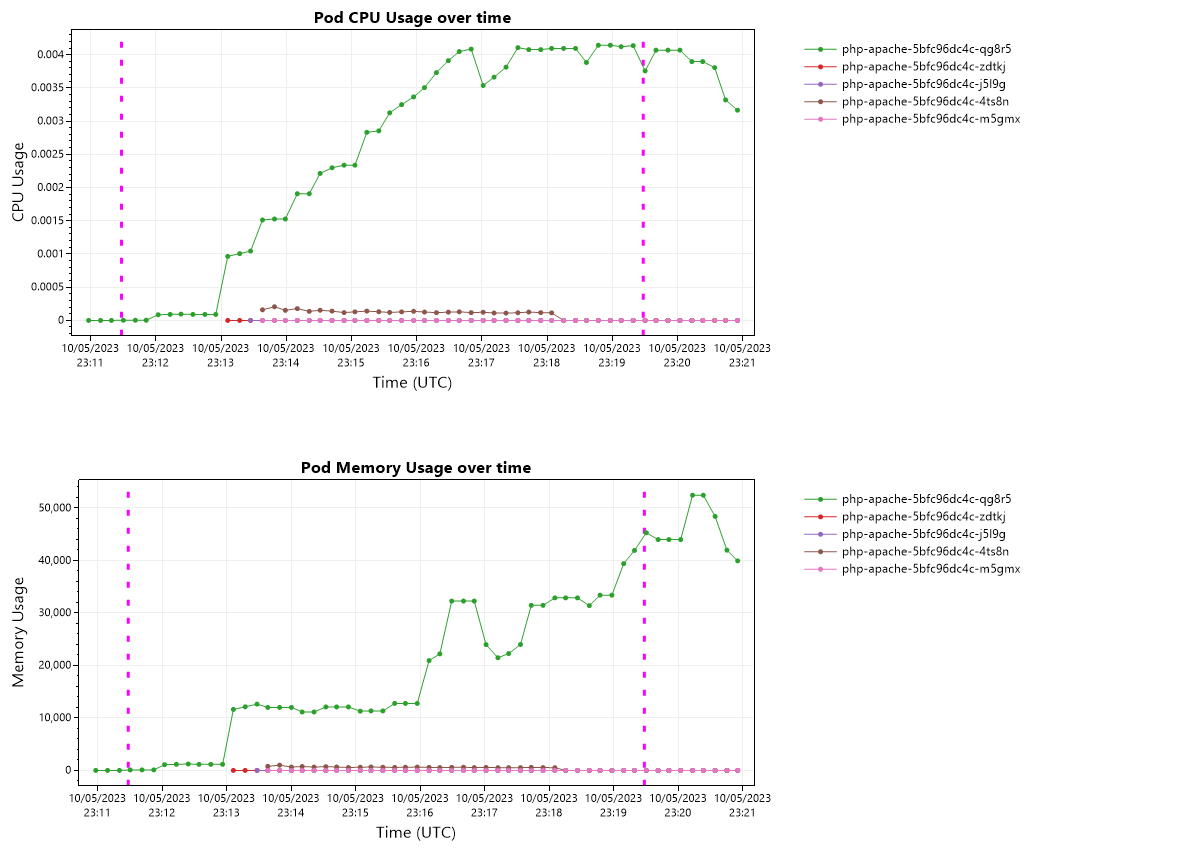 Pod CPU Usage over time
CPU Usage
0.004
0.0035
0.003
0.0025
0.002
0.0015
0.001
0.0005
0
10/05/2023 10/05/2023 10/05/2023 10/05/2023 10/05/2023 10/05/2023 10/05/2023 10/05/2023 10/05/2023 10/05/2023 10/05/2023
23:11 23:12 23:13 23:14 23:15 23:16 23:17 23:18 23:19 23:20 23:21
Time (UTC)
php-apache-5bfc96dc4c-qg8r5
php-apache-5bfc96dc4c-zdtkj
php-apache-5bfc96dc4c-j5l9g
php-apache-5bfc96dc4c-4ts8n
php-apache-5bfc96dc4c-m5gmx
Pod Memory Usage over time
Memory Usage
50,000
40,000
30,000
20,000
10,000
0
10/05/2023 10/05/2023 10/05/2023 10/05/2023 10/05/2023 10/05/2023 10/05/2023 10/05/2023 10/05/2023 10/05/2023 10/05/2023
23:11 23:12 23:13 23:14 23:15 23:16 23:17 23:18 23:19 23:20 23:21
Time (UTC)
php-apache-5bfc96dc4c-qg8r5
php-apache-5bfc96dc4c-zdtkj
php-apache-5bfc96dc4c-j5l9g
php-apache-5bfc96dc4c-4ts8n
php-apache-5bfc96dc4c-m5gmx